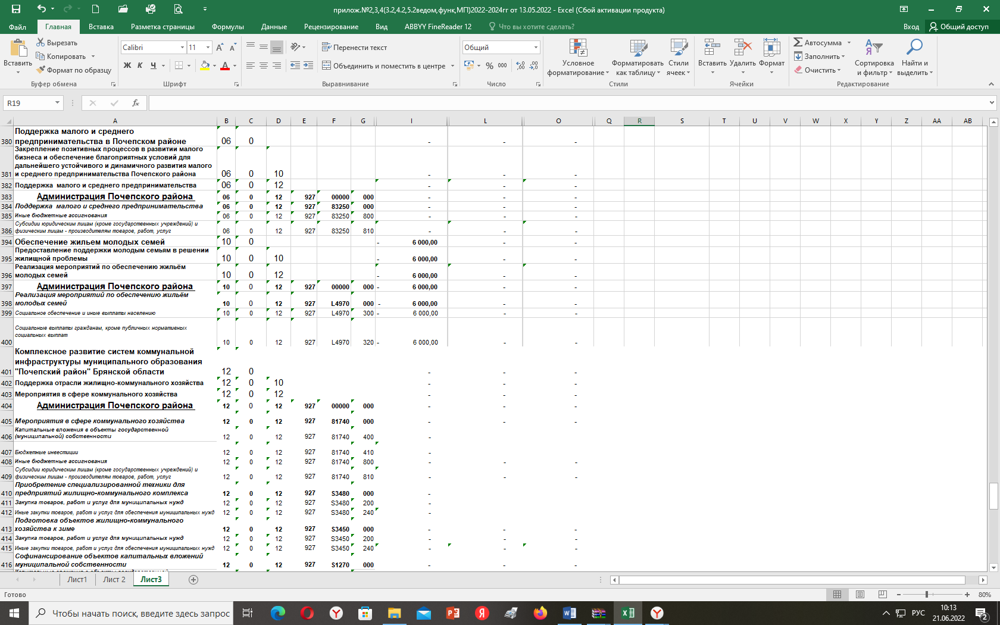 прилож.№2,3,4(3.2,4.2,5.2ведом,функ,МП)2022-2024гг от 13.05.2022 - Excel (Сбой активации продукта)
Файл Главная Вставка Разметка страницы Формулы Данные Рецензирование Вид ABBYY FineReader 12 Что вы хотите сделать? Вход Общий доступ
Вставить
Вырезать
Копировать
Формат по образцу
Буфер обмена
Calibri 11
Ж К Ч
Шрифт
Перенести текст
Объединить и поместить в центре
Выравнивание
Общий
% 000
Число
Условное форматирование
Форматировать как таблицу
Стили ячеек
Стили
Вставить Удалить Формат
Ячейки
Автосумма
Заполнить
Очистить
Сортировка и фильтр
Найти и выделить
Редактирование
R19 fx
A B C D E F G I L O Q R S T U V W X Y Z AA AB
Поддержка малого и среднего
380 предпринимательства в Почепском районе 06 0 - - -
Закрепление позитивных процессов в развитии малого
бизнеса и обеспечение благоприятных условий для
дальнейшего устойчивого и динамичного развития малого
381 и среднего предпринимательства Почепского района 06 0 10 - - -
382 Поддержка малого и среднего предпринимательства 06 0 12 - - -
383 Администрация Почепского района 06 0 12 927 00000 000 - - -
384 Поддержка малого и среднего предпринимательства 06 0 12 927 83250 000 - - -
385 Иные бюджетные ассигнования 06 0 12 927 83250 800 - - -
Субсидии юридическим лицам (кроме государственных учреждений) и
386 физическим лицам - производителям товаров, работ, услуг 06 0 12 927 83250 810 - - -
394 Обеспечение жильем молодых семей 10 0 - 6 000,00 - -
Предоставление поддержки молодым семьям в решении
395 жилищной проблемы 10 0 10 - 6 000,00 - -
Реализация мероприятий по обеспечению жильём
396 молодых семей 10 0 12 - 6 000,00 - -
397 Администрация Почепского района 10 0 12 927 00000 000 - 6 000,00 - -
Реализация мероприятий по обеспечению жильём
398 молодых семей 10 0 12 927 L4970 000 - 6 000,00 - -
399 Социальное обеспечение и иные выплаты населению 10 0 12 927 L4970 300 - 6 000,00 - -
Социальные выплаты гражданам, кроме публичных нормативных
социальных выплат
400 10 0 12 927 L4970 320 - 6 000,00 - -
Комплексное развитие систем коммунальной
инфраструктуры муниципального образования
401 "Почепский район" Брянской области 12 0 - - -
402 Поддержка отрасли жилищно-коммунального хозяйства 12 0 10 - - -
403 Мероприятия в сфере коммунального хозяйства 12 0 12 - - -
404 Администрация Почепского района 12 0 12 927 00000 000 - - -
405 Мероприятия в сфере коммунального хозяйства 12 0 12 927 81740 000 - - -
Капитальные вложения в объекты государственной
406 (муниципальной) собственности 12 0 12 927 81740 400 -
407 Бюджетные инвестиции 12 0 12 927 81740 410 -
408 Иные бюджетные ассигнования 12 0 12 927 81740 800 - - -
Субсидии юридическим лицам (кроме государственных учреждений) и
409 физическим лицам - производителям товаров, работ, услуг 12 0 12 927 81740 810 - - -
Приобретение специализированной техники для
410 предприятий жилищно-коммунального комплекса 12 0 12 927 S3480 000 -
411 Закупка товаров, работ и услуг для муниципальных нужд 12 0 12 927 S3480 200 -
412 Иные закупки товаров, работ и услуг для обеспечения муниципальных нужд 12 0 12 927 S3480 240 -
Подготовка объектов жилищно-коммунального
413 хозяйства к зиме 12 0 12 927 S3450 000 - - -
414 Закупка товаров, работ и услуг для муниципальных нужд 12 0 12 927 S3450 200 - - -
415 Иные закупки товаров, работ и услуг для обеспечения муниципальных нужд 12 0 12 927 S3450 240 - - -
Софинансирование объектов капитальных вложений
416 муниципальной собственности 12 0 12 927 S1270 000 - - -
Лист1 Лист 2 Лист3
Готово 80%
Чтобы начать поиск, введите здесь запрос
РУС
10:13
21.06.2022
2